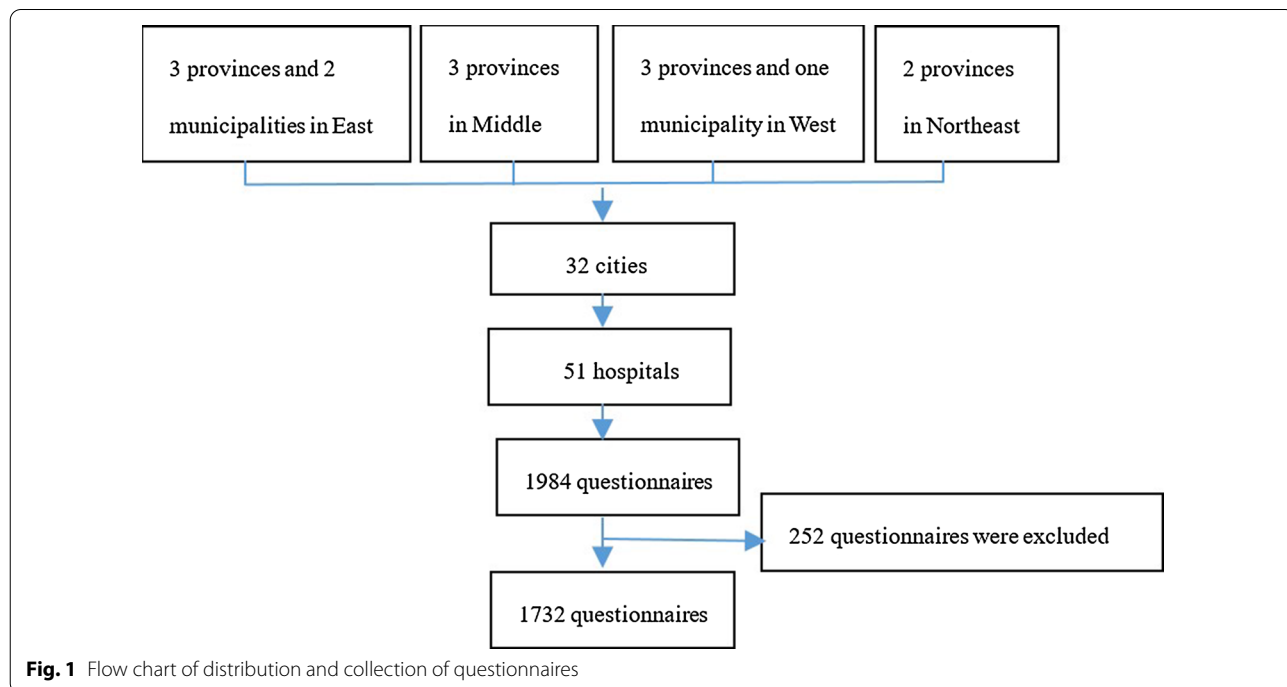 3 provinces and 2
municipalities in East
3 provinces
in Middle
3 provinces and one
municipality in West
2 provinces
in Northeast
32 cities
51 hospitals
1984 questionnaires
252 questionnaires were excluded
1732 questionnaires
Fig. 1 Flow chart of distribution and collection of questionnaires